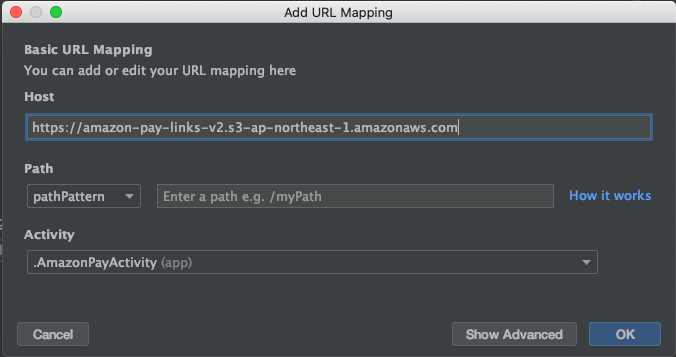 Add URL Mapping
Basic URL Mapping
You can add or edit your URL mapping here
Host
https://amazon-pay-links-v2.s3-ap-northeast-1.amazonaws.com
Path
pathPattern
Enter a path e.g. /myPath
How it works
Activity
.AmazonPayActivity (app)
Cancel
Show Advanced
OK